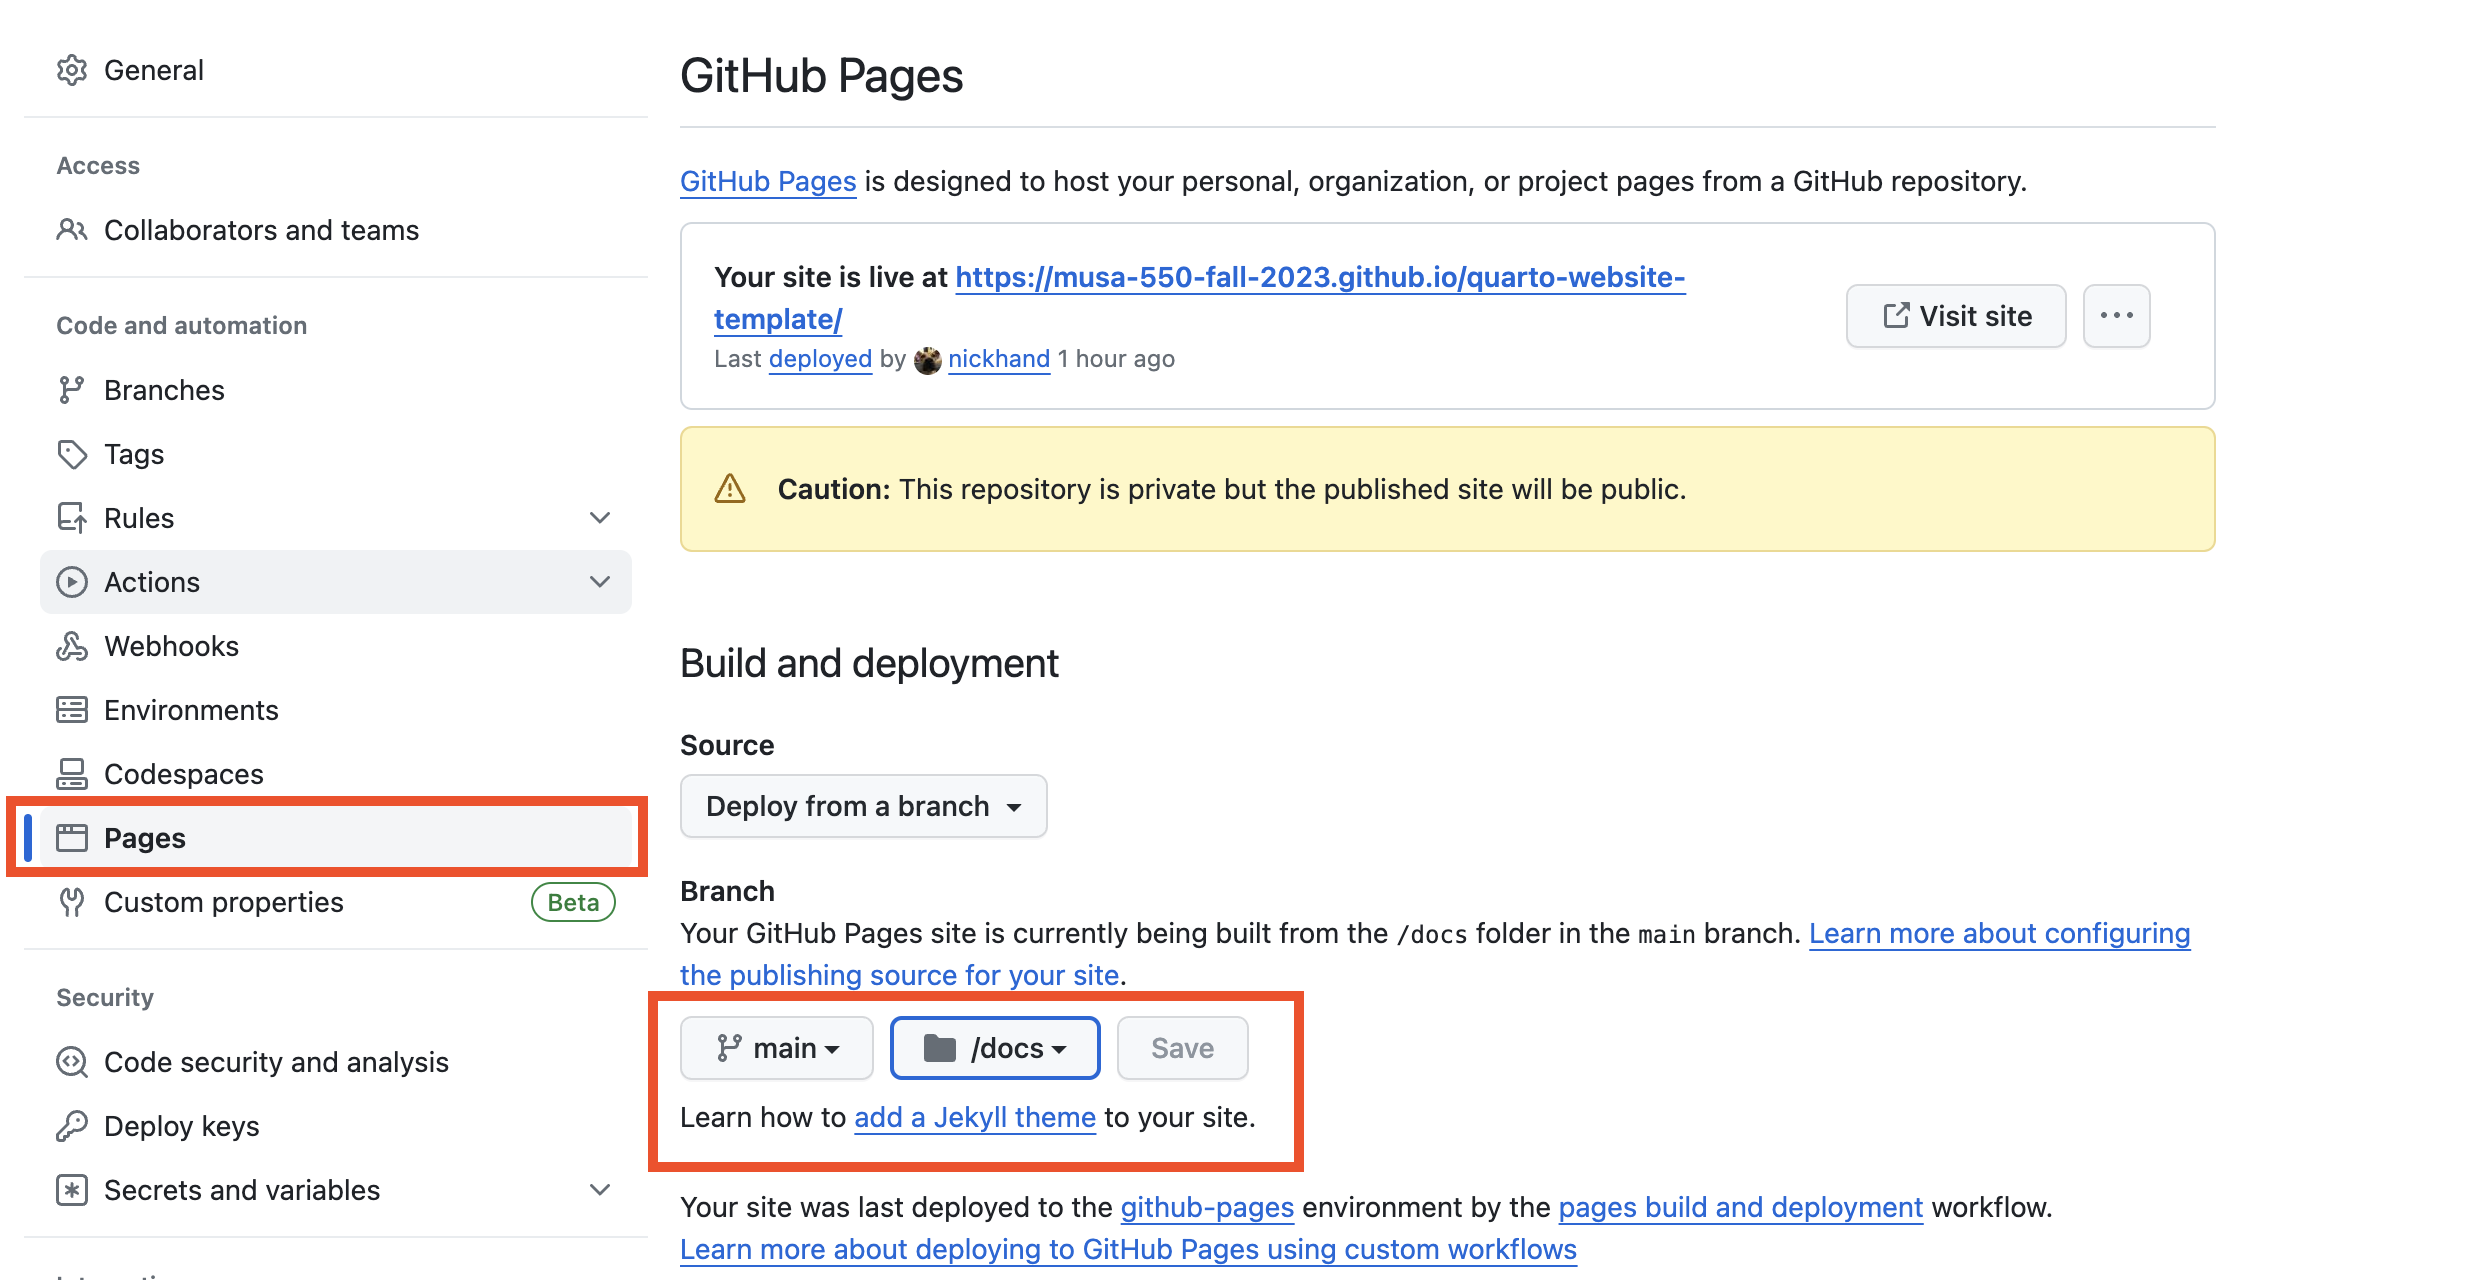 General
Access
Collaborators and teams
Code and automation
Branches
Tags
Rules
Actions
Webhooks
Environments
Codespaces
Pages
Custom properties Beta
Security
Code security and analysis
Deploy keys
Secrets and variables
GitHub Pages
GitHub Pages is designed to host your personal, organization, or project pages from a GitHub repository.
Your site is live at https://musa-550-fall-2023.github.io/quarto-website-
template/
Last deployed by nickhand 1 hour ago
Visit site
Caution: This repository is private but the published site will be public.
Build and deployment
Source
Deploy from a branch
Branch
Your GitHub Pages site is currently being built from the /docs folder in the main branch. Learn more about configuring
the publishing source for your site.
main /docs Save
Learn how to add a Jekyll theme to your site.
Your site was last deployed to the github-pages environment by the pages build and deployment workflow.
Learn more about deploying to GitHub Pages using custom workflows